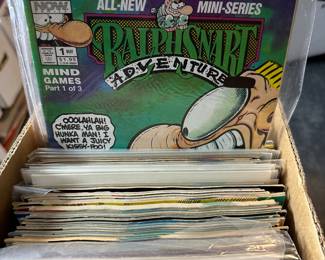 NOW
ALL-NEW
MINI-SERIES
1
MAY
RALPH SNART
ADVENTURES
MIND
GAMES
Part 1 of 3
OOOLAHLAH!
C'MERE, YA BIG
HUNKA MAN! I
WANT A JUICY
KISSY-POO!